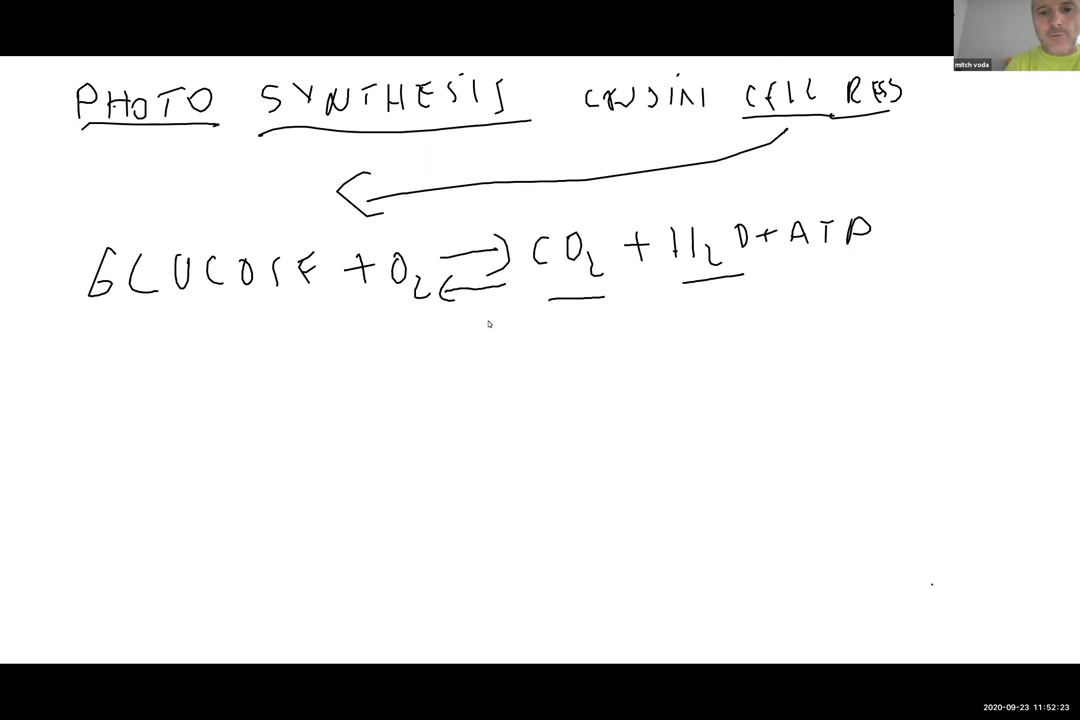 mitch voda
PHOTO SYNTHESIS COUSIN CELL RESP
GLUCOSE + O₂ ⇌ CO₂ + H₂O + ATP
2020-09-23 11:52:23